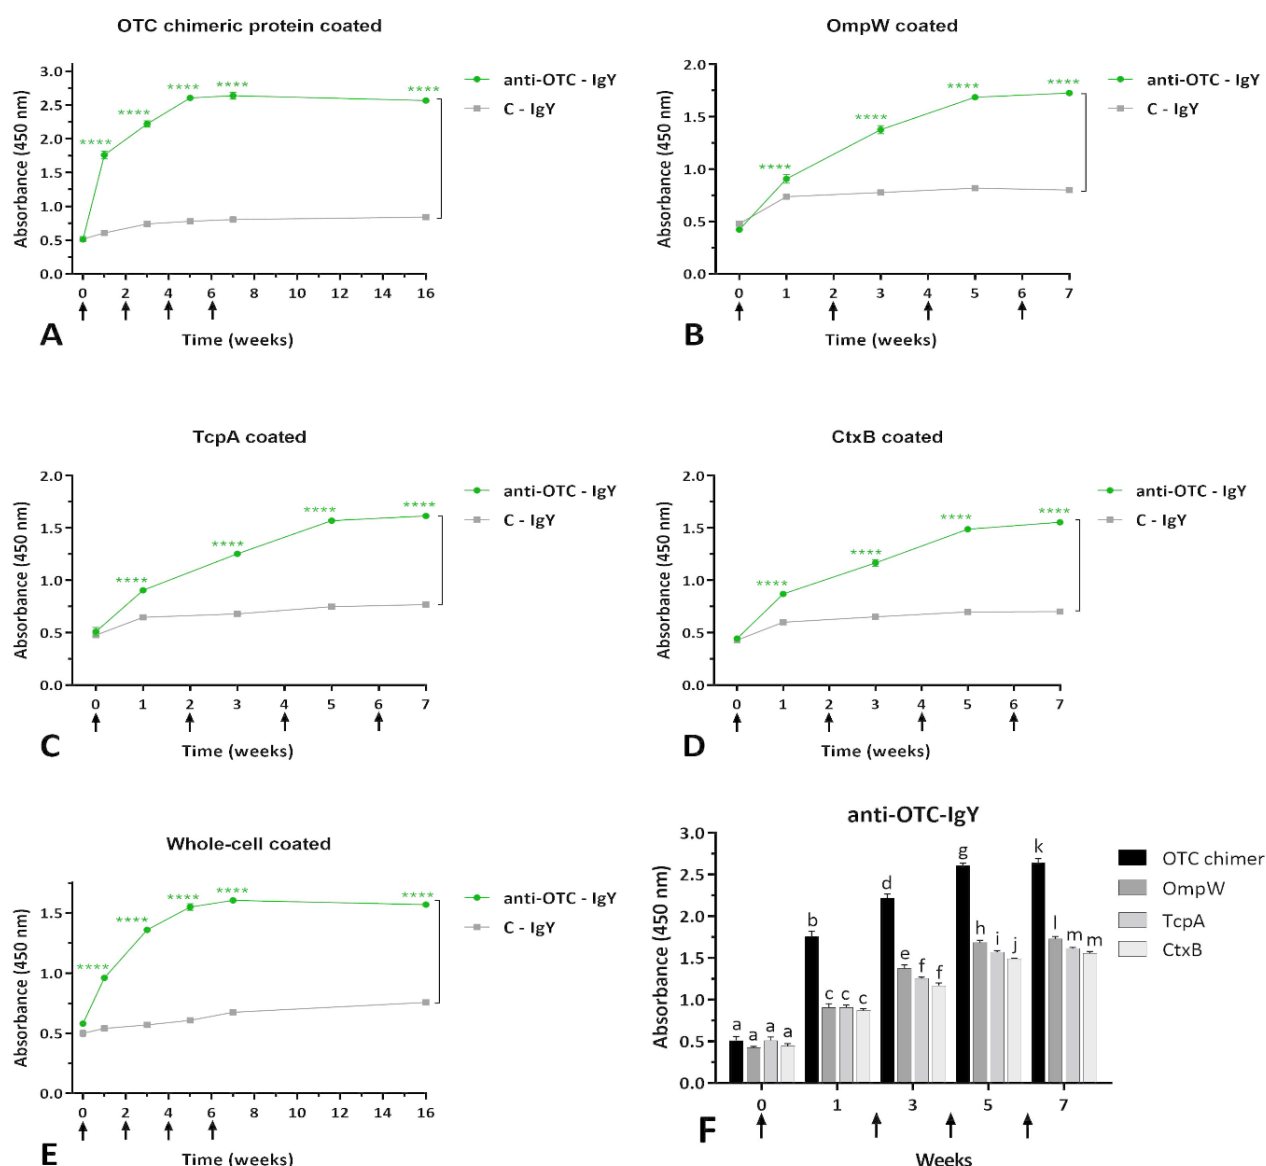 OTC chimeric protein coated
3.0
2.5
2.0
1.5
1.0
0.5
0.0
Absorbance (450 nm)
**** **** **** **** ****
anti-OTC - IgY
C - IgY
0 2 4 6 8 10 12 14 16
Time (weeks)
A
OmpW coated
2.0
1.5
1.0
0.5
0.0
Absorbance (450 nm)
**** **** **** ****
anti-OTC - IgY
C - IgY
0 1 2 3 4 5 6 7
Time (weeks)
B
TcpA coated
2.0
1.5
1.0
0.5
0.0
Absorbance (450 nm)
**** **** **** ****
anti-OTC - IgY
C - IgY
0 1 2 3 4 5 6 7
Time (weeks)
C
CtxB coated
2.0
1.5
1.0
0.5
0.0
Absorbance (450 nm)
**** **** **** ****
anti-OTC - IgY
C - IgY
0 1 2 3 4 5 6 7
Time (weeks)
D
Whole-cell coated
1.5
1.0
0.5
0.0
Absorbance (450 nm)
**** **** **** **** ****
anti-OTC - IgY
C - IgY
0 2 4 6 8 10 12 14 16
Time (weeks)
E
anti-OTC-IgY
3.0
2.5
2.0
1.5
1.0
0.5
0.0
Absorbance (450 nm)
a a a a b c c c d e f f g h i j k l m m
OTC chimer
OmpW
TcpA
CtxB
0 1 3 5 7
Weeks
F